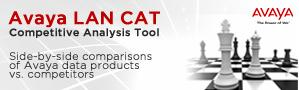 Avaya LAN CAT
Competitive Analysis Tool
Side-by-side comparisons
of Avaya data products
vs. competitors
AVAYA
The Power of We™